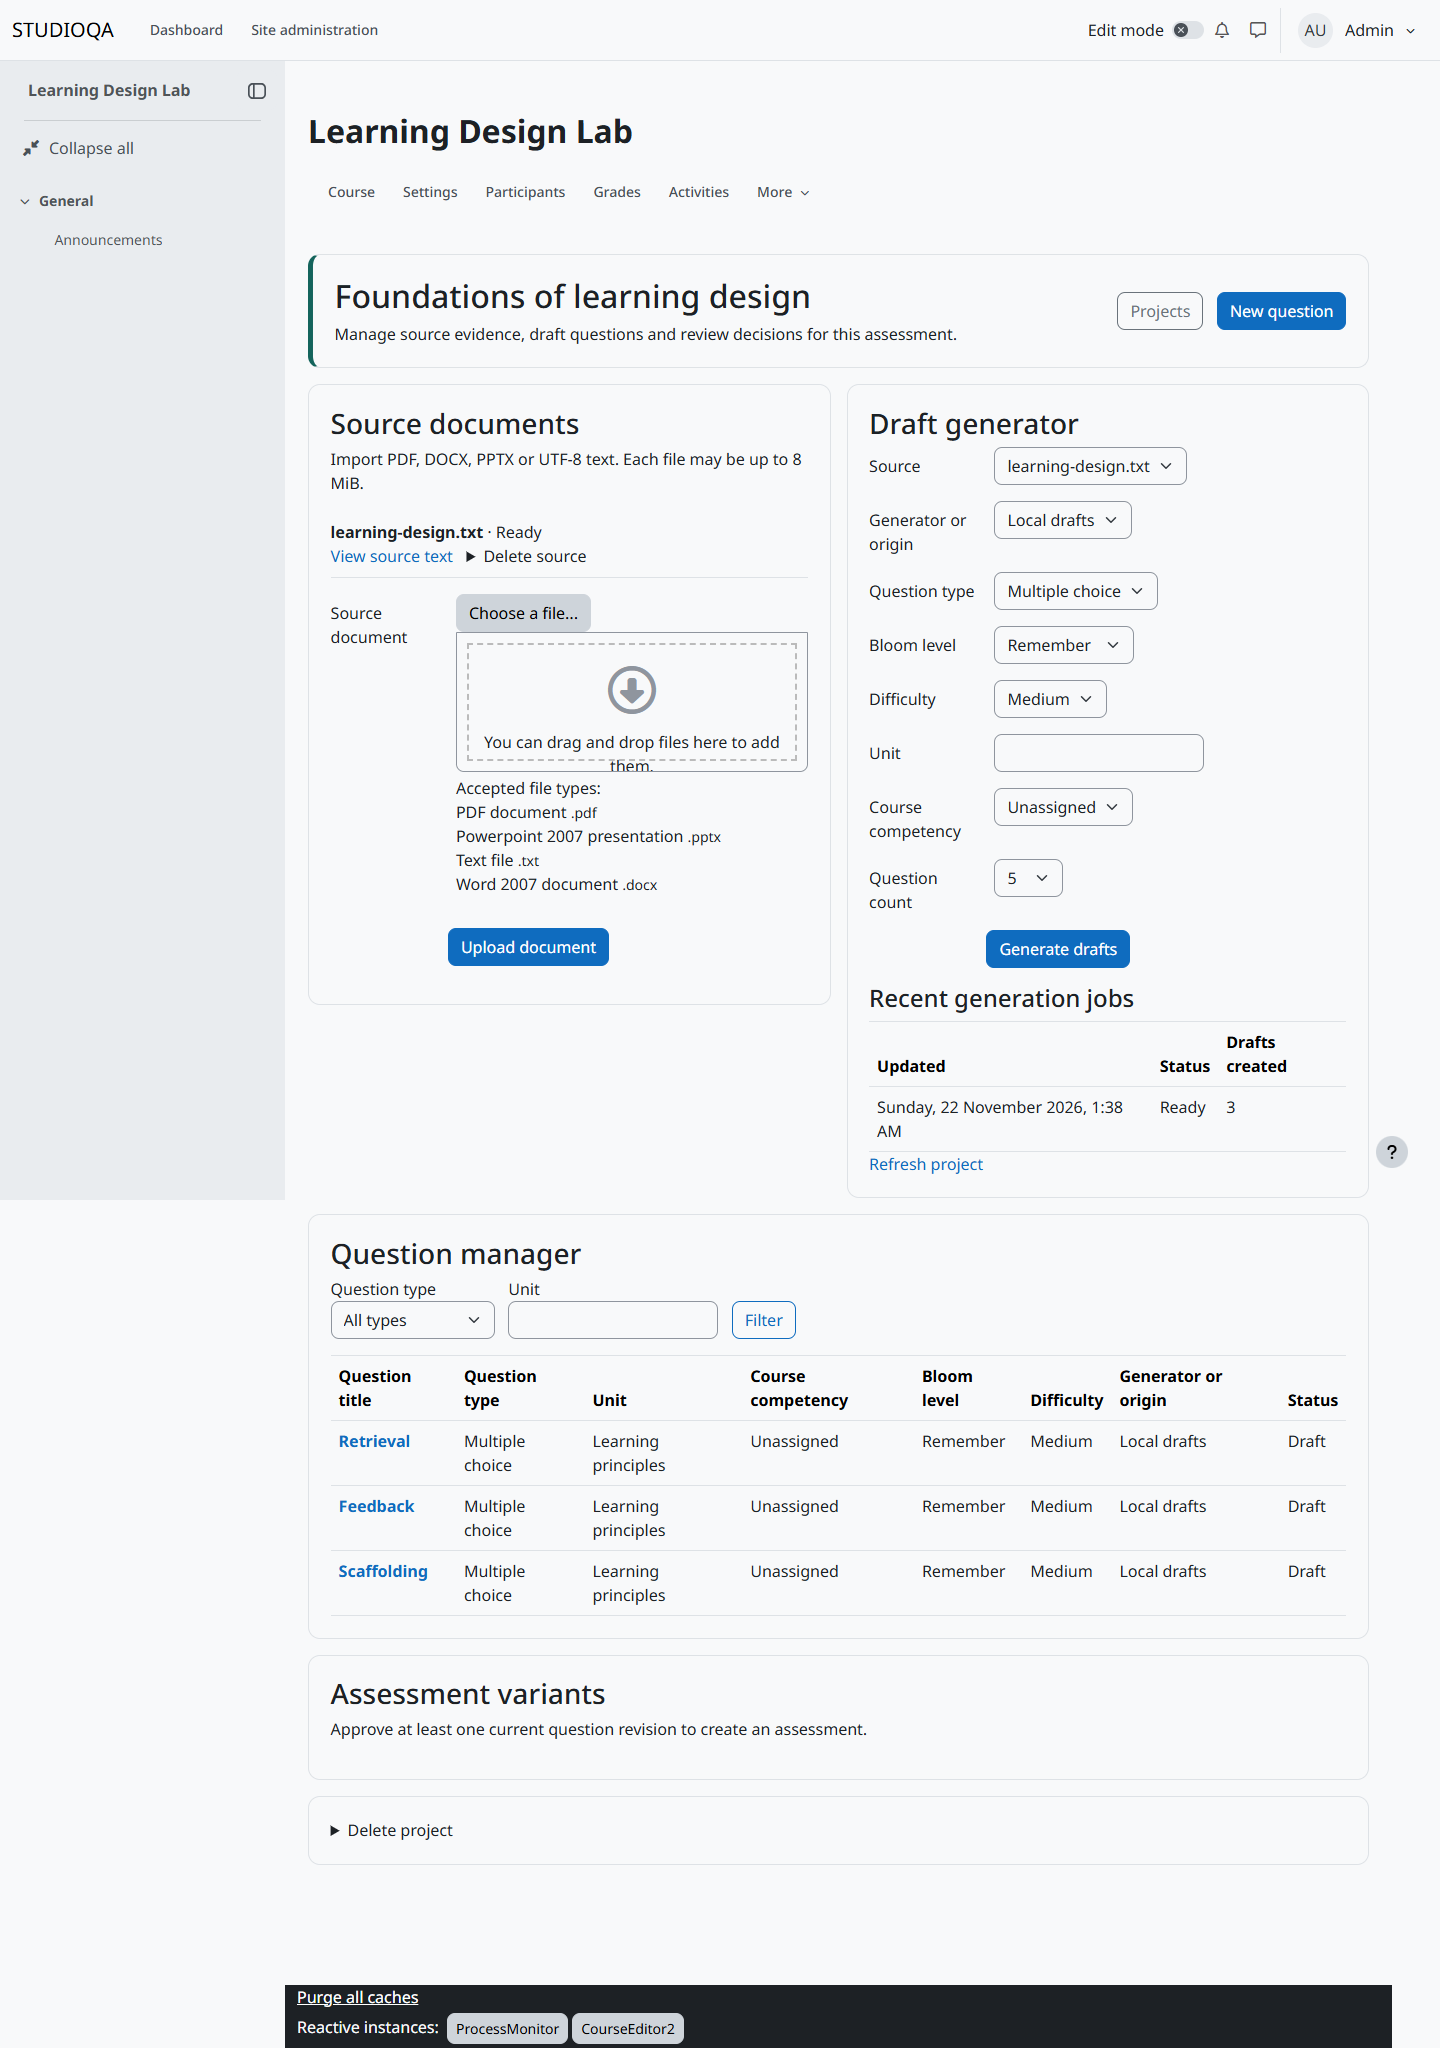 STUDIOQA
Dashboard
Site administration
Edit mode
AU
Admin
Learning Design Lab
Collapse all
General
Announcements
Learning Design Lab
Course
Settings
Participants
Grades
Activities
More
Foundations of learning design
Manage source evidence, draft questions and review decisions for this assessment.
Projects
New question
Source documents
Import PDF, DOCX, PPTX or UTF-8 text. Each file may be up to 8
MiB.
learning-design.txt · Ready
View source text ▶ Delete source
Source
document
Choose a file...
You can drag and drop files here to add
them.
Accepted file types:
PDF document .pdf
Powerpoint 2007 presentation .pptx
Text file .txt
Word 2007 document .docx
Upload document
Draft generator
Source
learning-design.txt
Generator or
origin
Local drafts
Question type
Multiple choice
Bloom level
Remember
Difficulty
Medium
Unit
Course
competency
Unassigned
Question
count
5
Generate drafts
Recent generation jobs
Updated Status Drafts
created
Sunday, 22 November 2026, 1:38
AM
Ready
3
Refresh project
?
Question manager
Question type
All types
Unit
Filter
Question
title
Question
type
Unit
Course
competency
Bloom
level
Difficulty
Generator or
origin
Status
Retrieval
Multiple
choice
Learning
principles
Unassigned
Remember
Medium
Local drafts
Draft
Feedback
Multiple
choice
Learning
principles
Unassigned
Remember
Medium
Local drafts
Draft
Scaffolding
Multiple
choice
Learning
principles
Unassigned
Remember
Medium
Local drafts
Draft
Assessment variants
Approve at least one current question revision to create an assessment.
▶ Delete project
Purge all caches
Reactive instances: ProcessMonitor CourseEditor2